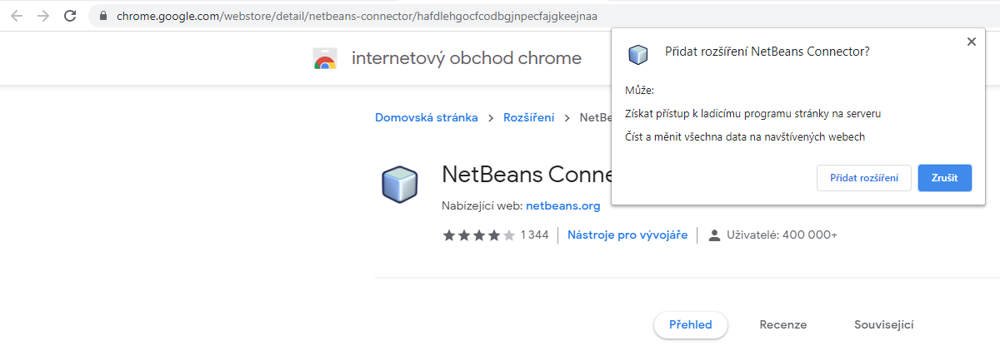 chrome.google.com/webstore/detail/netbeans-connector/hafdlehgocfcodbgjnpecfajgkeejnaa
internetový obchod chrome
Domovská stránka > Rozšíření > NetBe
NetBeans Conne
Nabízející web: netbeans.org
1 344 Nástroje pro vývojáře Uživatelé: 400 000+
Přehled Recenze Související
Přidat rozšíření NetBeans Connector?
Může:
Získat přístup k ladicímu programu stránky na serveru
Číst a měnit všechna data na navštívených webech
Přidat rozšíření Zrušit